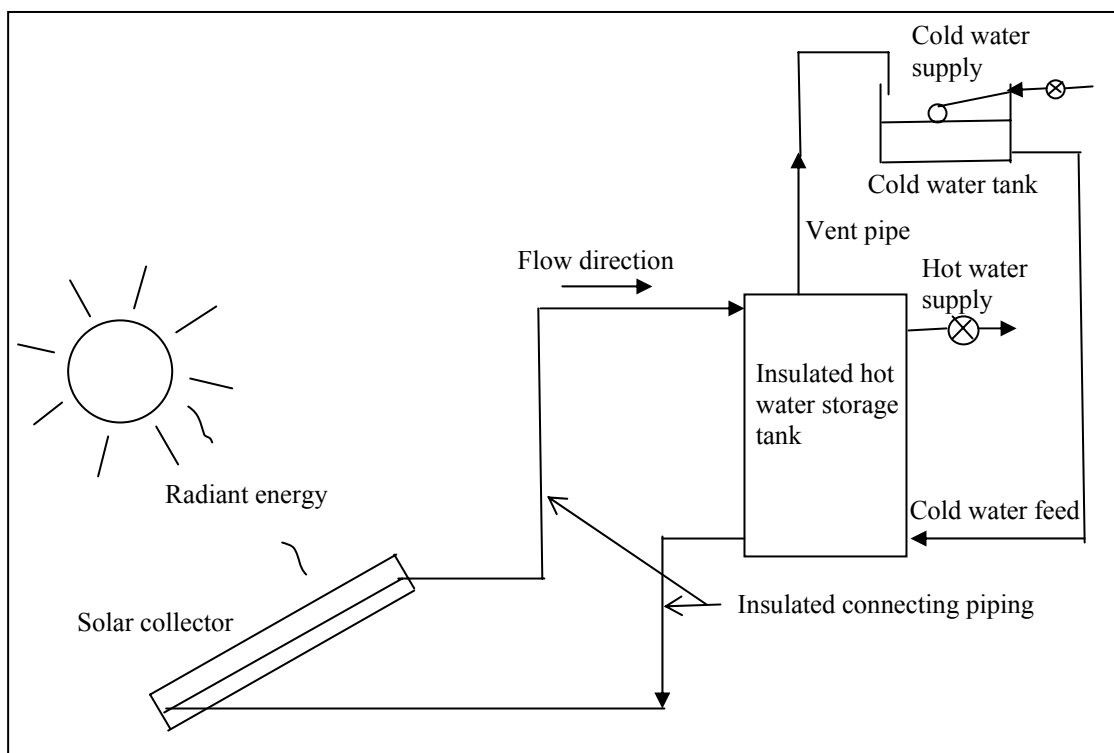 Cold water
supply
Cold water tank
Vent pipe
Flow direction
Hot water
supply
Insulated hot
water storage
tank
Radiant energy
Cold water feed
Solar collector
Insulated connecting piping